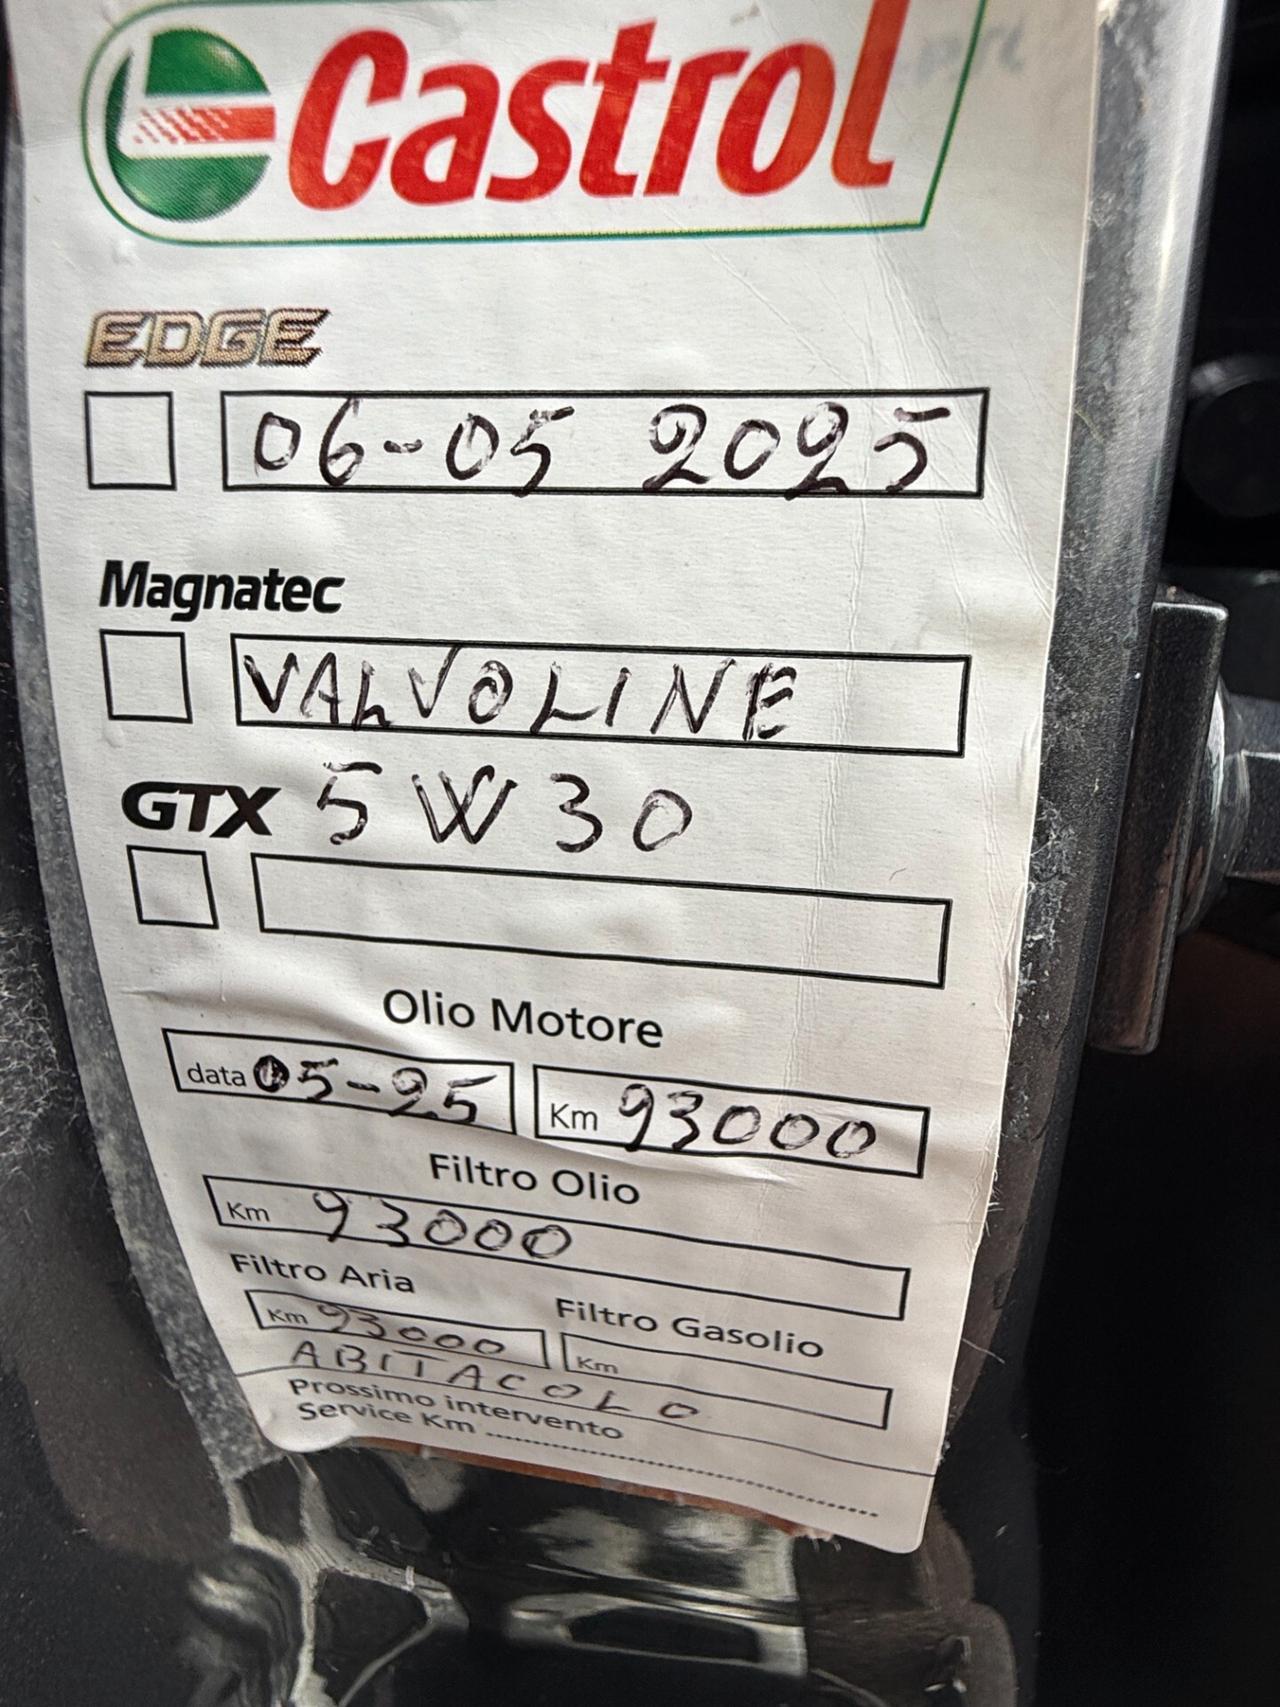 Castrol
EDGE
06-05 2025
Magnatec
VALVOLINE
GTX 5W30
Olio Motore
data 05-25 Km 93000
Filtro Olio
Km 93000
Filtro Aria Filtro Gasolio
Km 93000 Km
ABITACOLO
Prossimo intervento
Service Km ................................